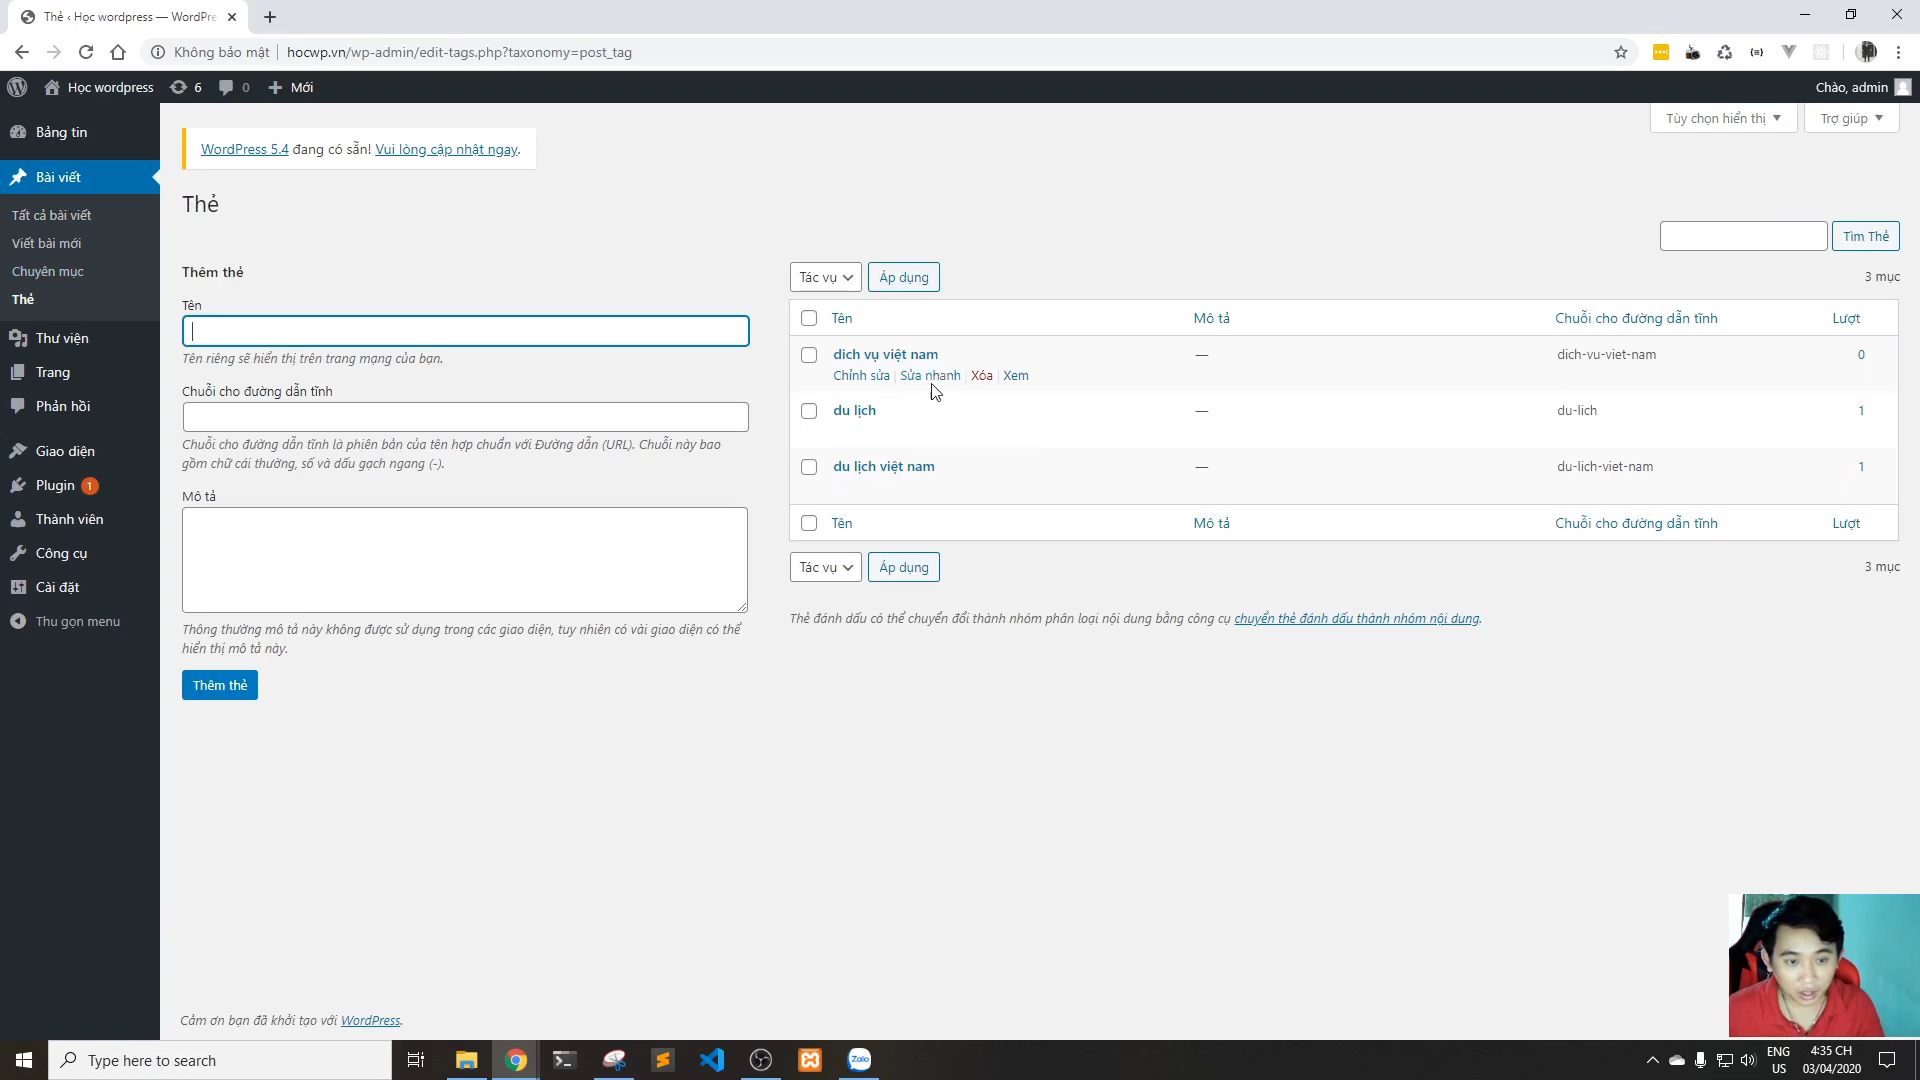 Thẻ ‹ Học wordpress — WordPre
Không bảo mật
hocwp.vn/wp-admin/edit-tags.php?taxonomy=post_tag
Học wordpress
6
0
Mới
Chào, admin
Bảng tin
Bài viết
Tất cả bài viết
Viết bài mới
Chuyên mục
Thẻ
Thư viện
Trang
Phản hồi
Giao diện
Plugin 1
Thành viên
Công cụ
Cài đặt
Thu gọn menu
Tùy chọn hiển thị
Trợ giúp
WordPress 5.4 đang có sẵn! Vui lòng cập nhật ngay.
Thẻ
Tìm Thẻ
Thêm thẻ
Tên
Tên riêng sẽ hiển thị trên trang mạng của bạn.
Chuỗi cho đường dẫn tĩnh
Chuỗi cho đường dẫn tĩnh là phiên bản của tên hợp chuẩn với Đường dẫn (URL). Chuỗi này bao
gồm chữ cái thường, số và dấu gạch ngang (-).
Mô tả
Thông thường mô tả này không được sử dụng trong các giao diện, tuy nhiên có vài giao diện có thể
hiển thị mô tả này.
Thêm thẻ
Tác vụ
Áp dụng
3 mục
Tên Mô tả Chuỗi cho đường dẫn tĩnh Lượt
dich vụ việt nam — dich-vu-viet-nam 0
Chỉnh sửa | Sửa nhanh | Xóa | Xem
du lịch — du-lich 1
du lịch việt nam — du-lich-viet-nam 1
Tên Mô tả Chuỗi cho đường dẫn tĩnh Lượt
Tác vụ
Áp dụng
3 mục
Thẻ đánh dấu có thể chuyển đổi thành nhóm phân loại nội dung bằng công cụ chuyển thẻ đánh dấu thành nhóm nội dung.
Cảm ơn bạn đã khởi tạo với WordPress.
Type here to search
Zalo
ENG
US
4:35 CH
03/04/2020